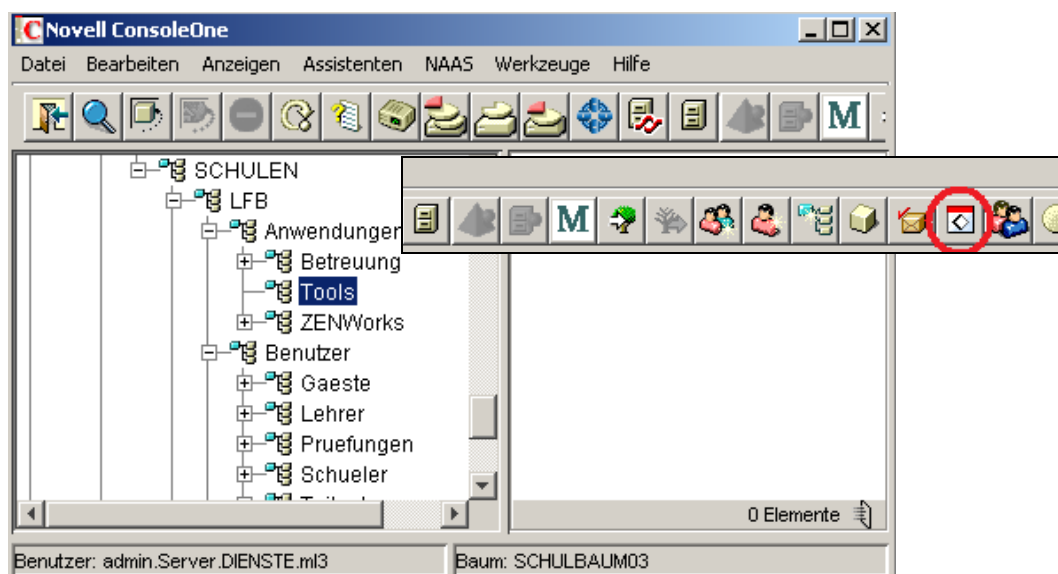 Novell ConsoleOne
Datei Bearbeiten Anzeigen Assistenten NAAS Werkzeuge Hilfe
M
SCHULEN
LFB
M
Anwendungen
Betreuung
Tools
ZENWorks
Benutzer
Gaeste
Lehrer
Pruefungen
Schueler
0 Elemente
Benutzer: admin.Server.DIENSTE.ml3
Baum: SCHULBAUM03